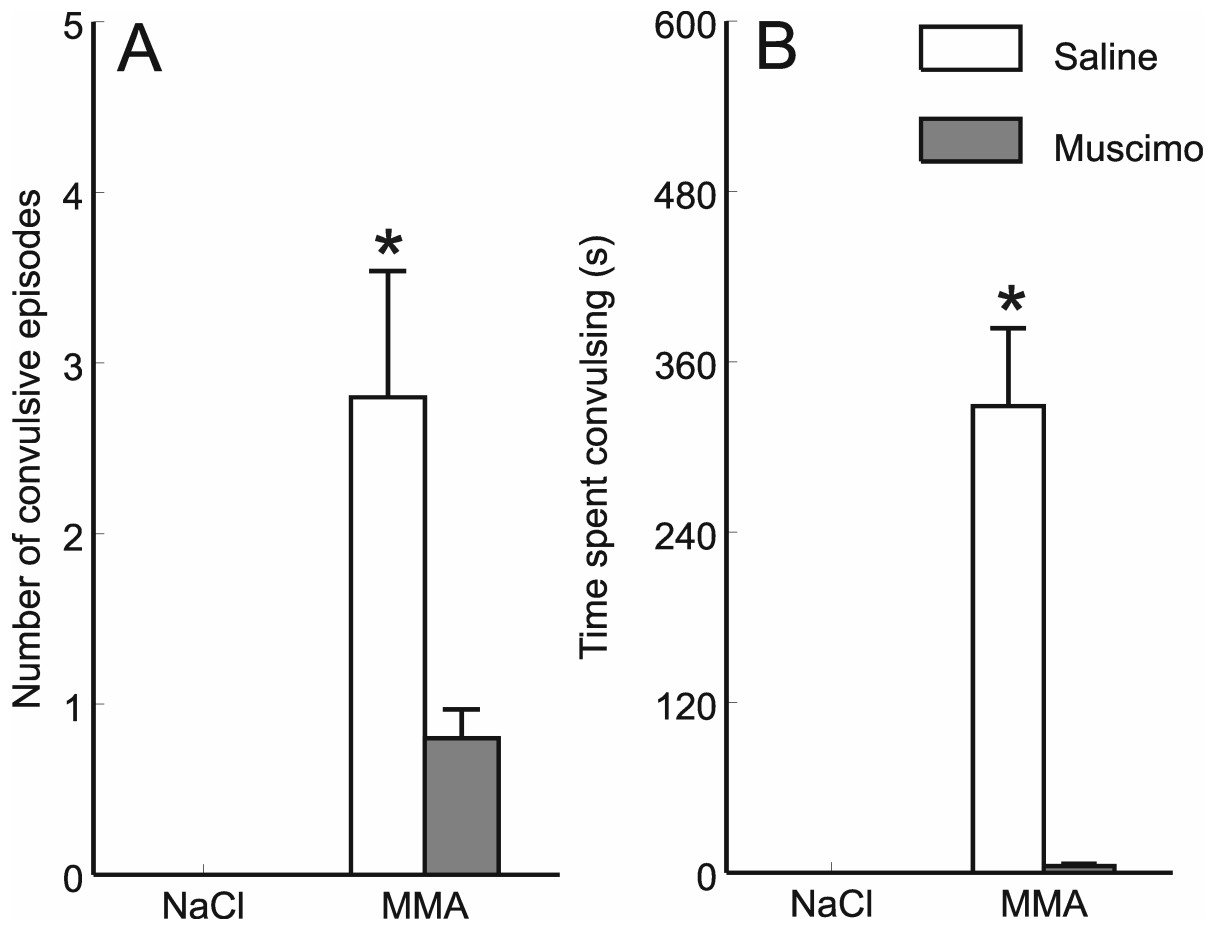 A
Number of convulsive episodes
5
4
3
2
1
0
NaCl
MMA
*
B
Saline
Muscimo
Time spent convulsing (s)
600
480
360
240
120
0
NaCl
MMA
*